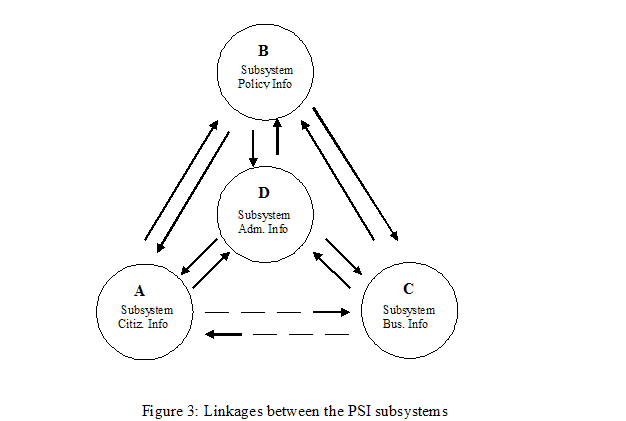 B
Subsystem
Policy Info
D
Subsystem
Adm. Info
A
Subsystem
Citiz. Info
C
Subsystem
Bus. Info
Figure 3: Linkages between the PSI subsystems